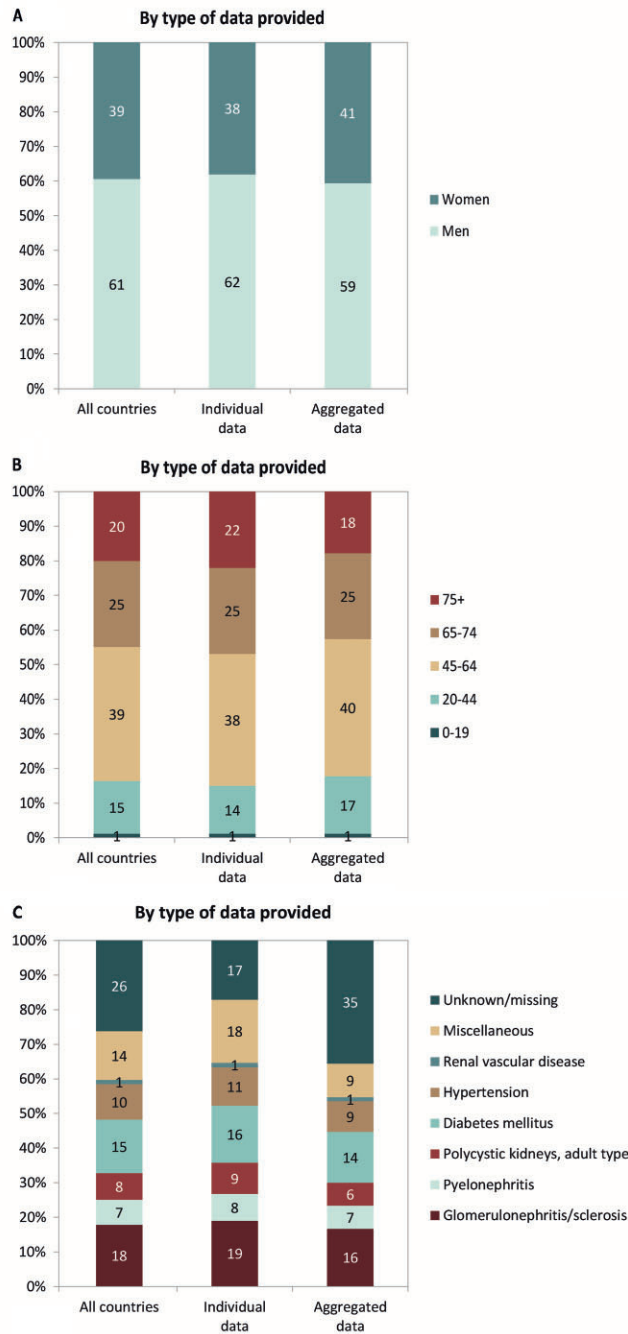 A
By type of data provided
100%
90%
80%
70%
60%
50%
40%
30%
20%
10%
0%
39
38
41
61
62
59
All countries
Individual
data
Aggregated
data
Women
Men
B
By type of data provided
100%
90%
80%
70%
60%
50%
40%
30%
20%
10%
0%
20
22
18
25
25
25
39
38
40
15
14
17
1
1
1
All countries
Individual
data
Aggregated
data
75+
65-74
45-64
20-44
0-19
C
By type of data provided
100%
90%
80%
70%
60%
50%
40%
30%
20%
10%
0%
26
17
35
14
18
9
1
1
1
10
11
9
15
16
14
8
9
6
7
8
7
18
19
16
All countries
Individual
data
Aggregated
data
Unknown/missing
Miscellaneous
Renal vascular disease
Hypertension
Diabetes mellitus
Polycystic kidneys, adult type
Pyelonephritis
Glomerulonephritis/sclerosis